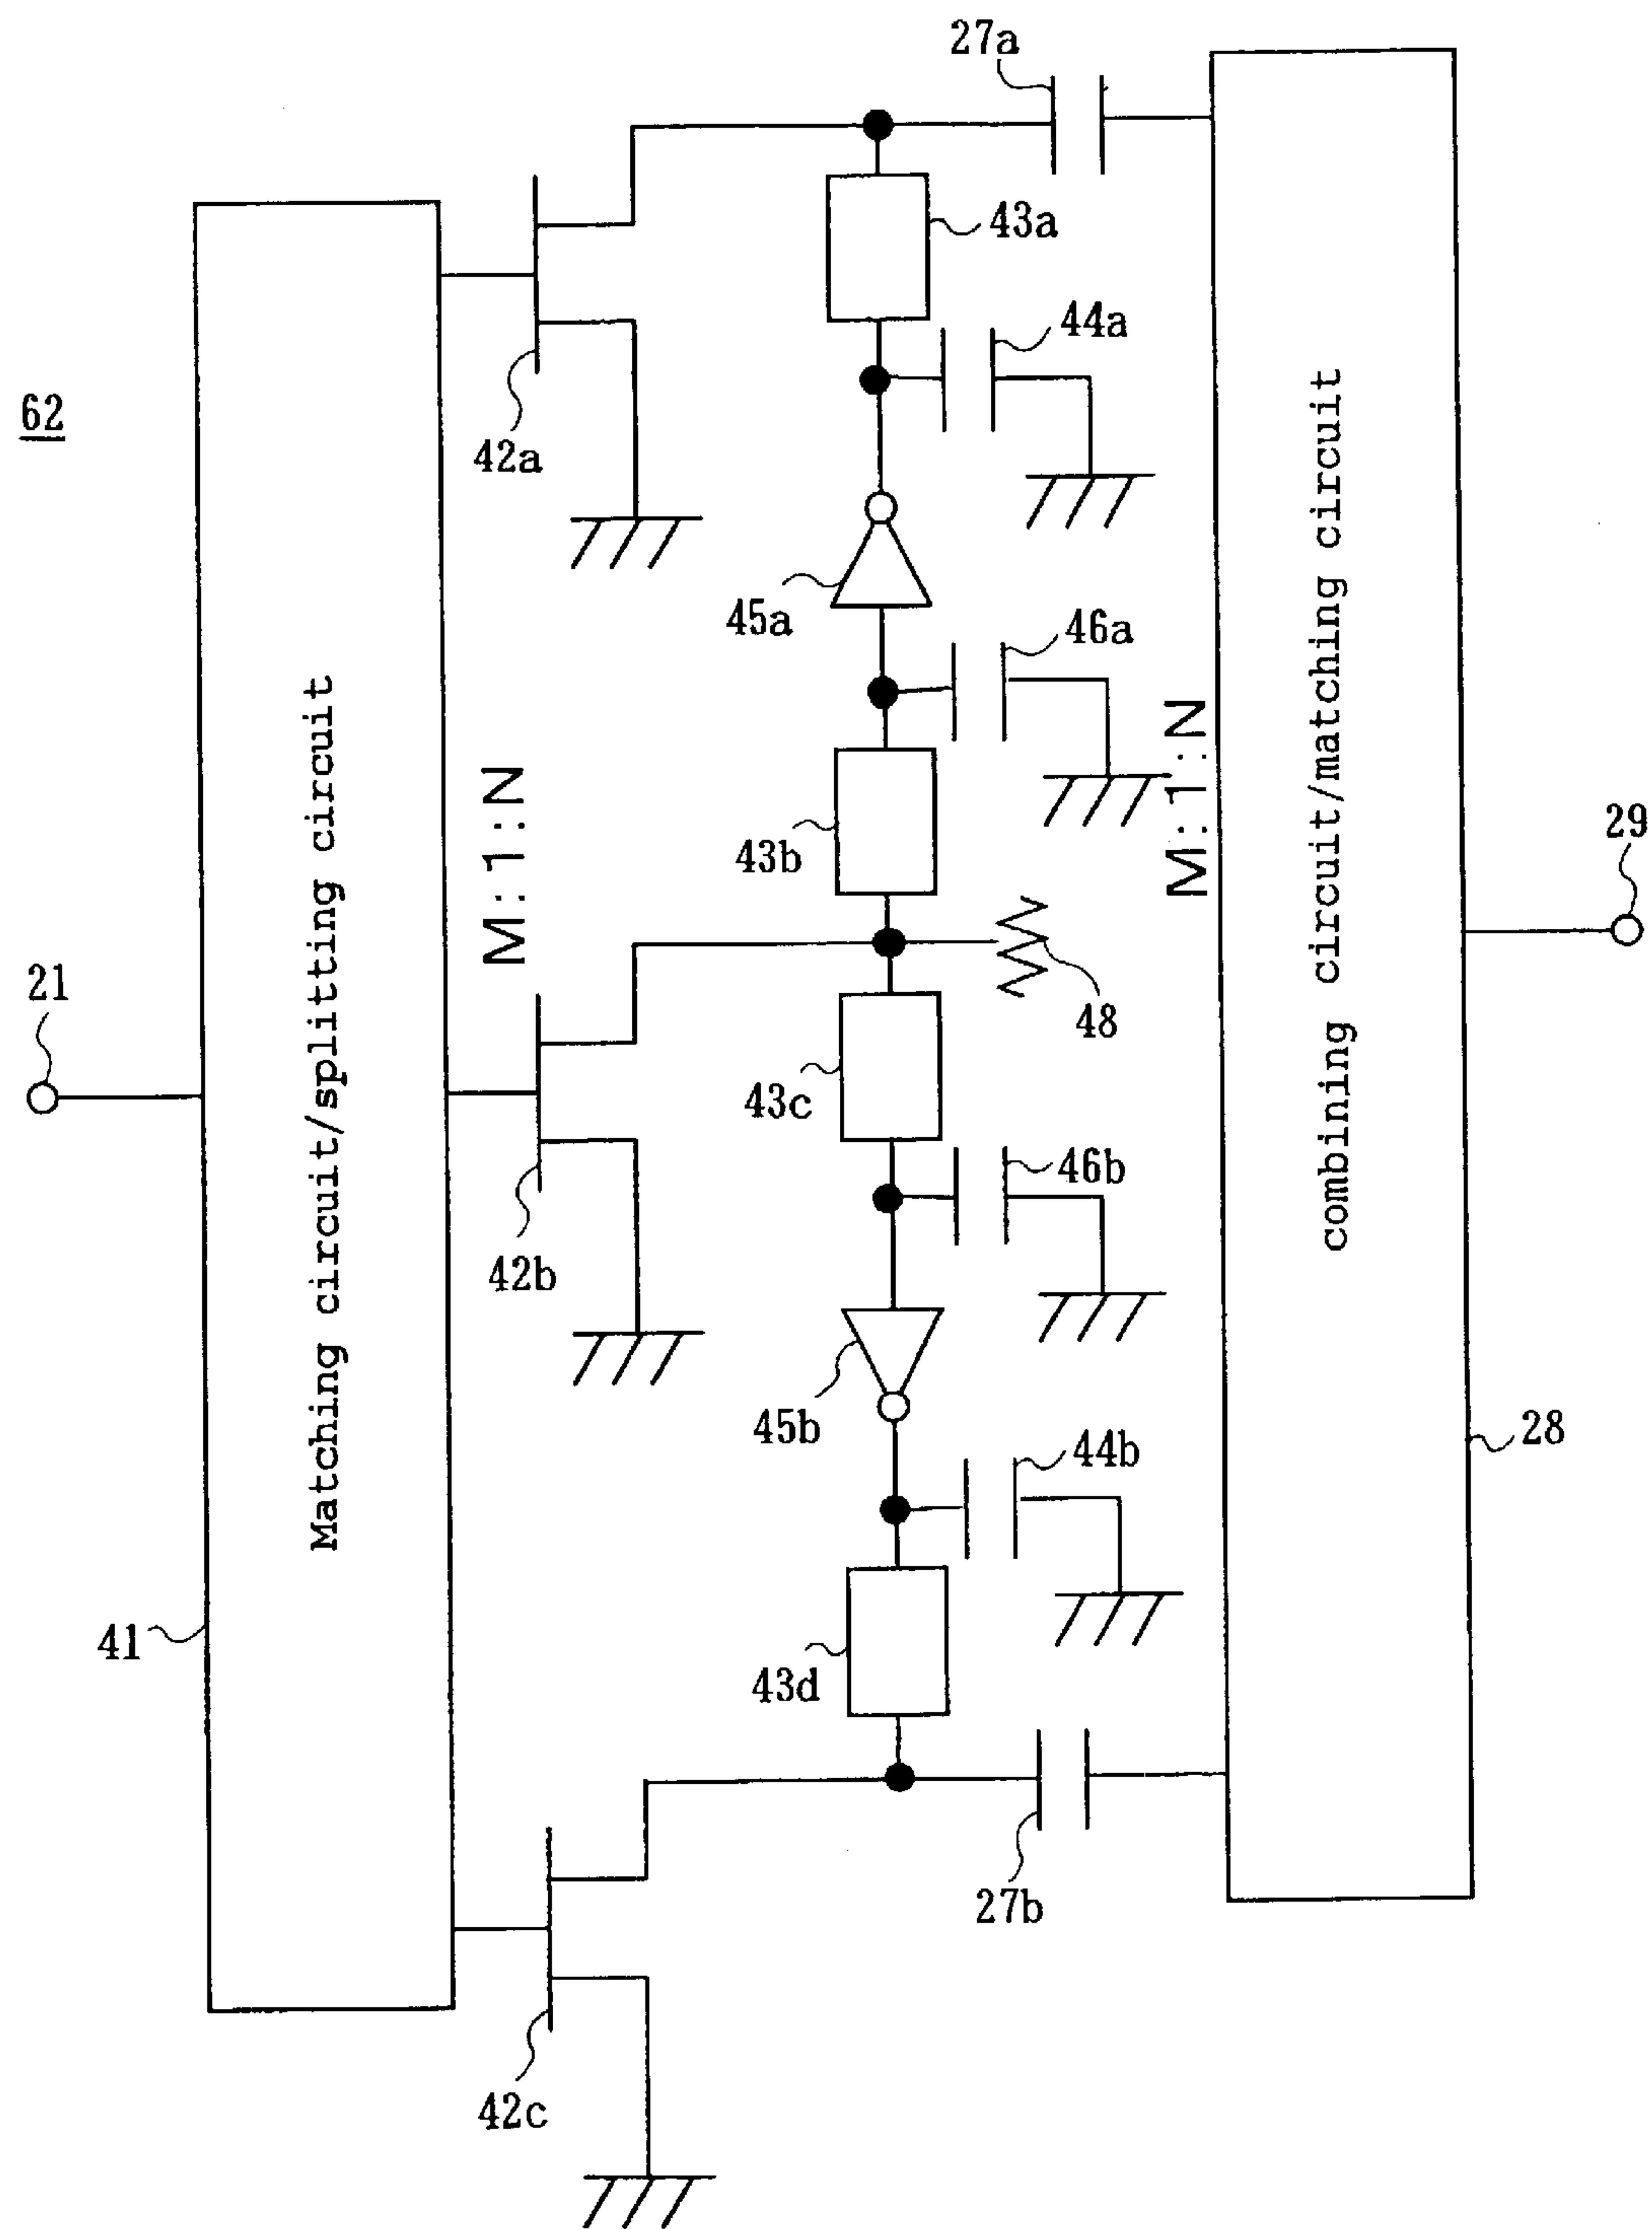 27a
43a
44a
62
42a
45a
46a
M:1:N
M:1:N
43b
29
Matching circuit/splitting circuit
combining circuit/matching circuit
21
48
43c
46b
42b
45b
44b
28
41
43d
27b
42c